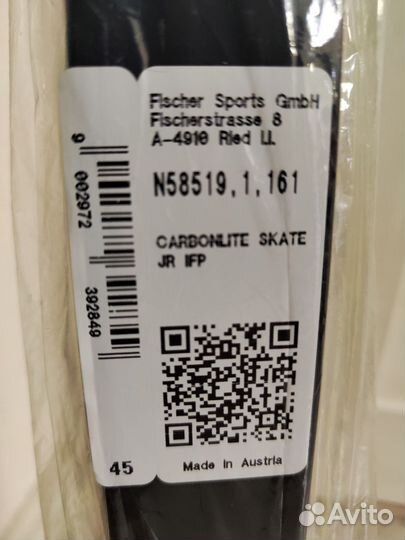 Fischer Sports GmbH
Fischerstrasse 8
A-4910 Ried i.I.
N58519,1,161
CARBONLITE SKATE
JR IFP
9 002972 392849
45
Made in Austria
Avito